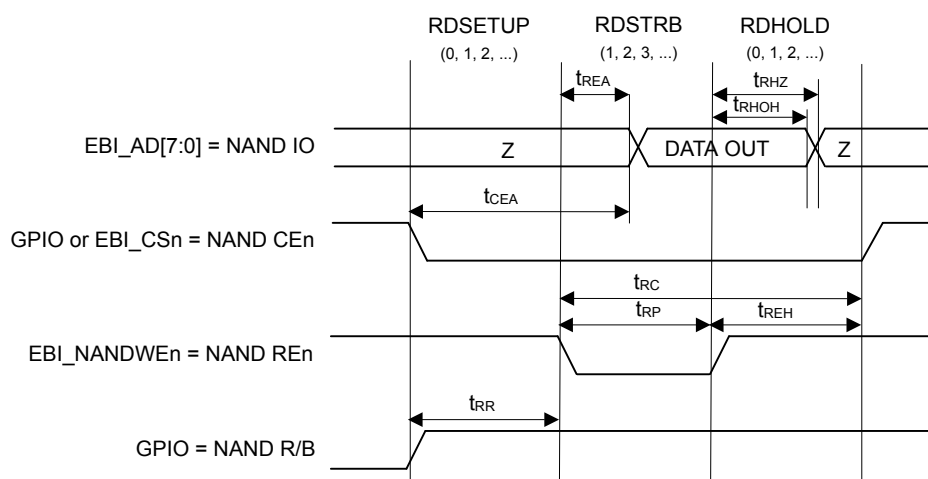 RDSETUP RDSTRB RDHOLD
(0, 1, 2, ...) (1, 2, 3, ...) (0, 1, 2, ...)
tREA tRHZ
tRHOH
EBI_AD[7:0] = NAND IO Z DATA OUT Z
tCEA
GPIO or EBI_CSn = NAND CEn
tRC
tRP tREH
EBI_NANDWEn = NAND REn
tRR
GPIO = NAND R/B